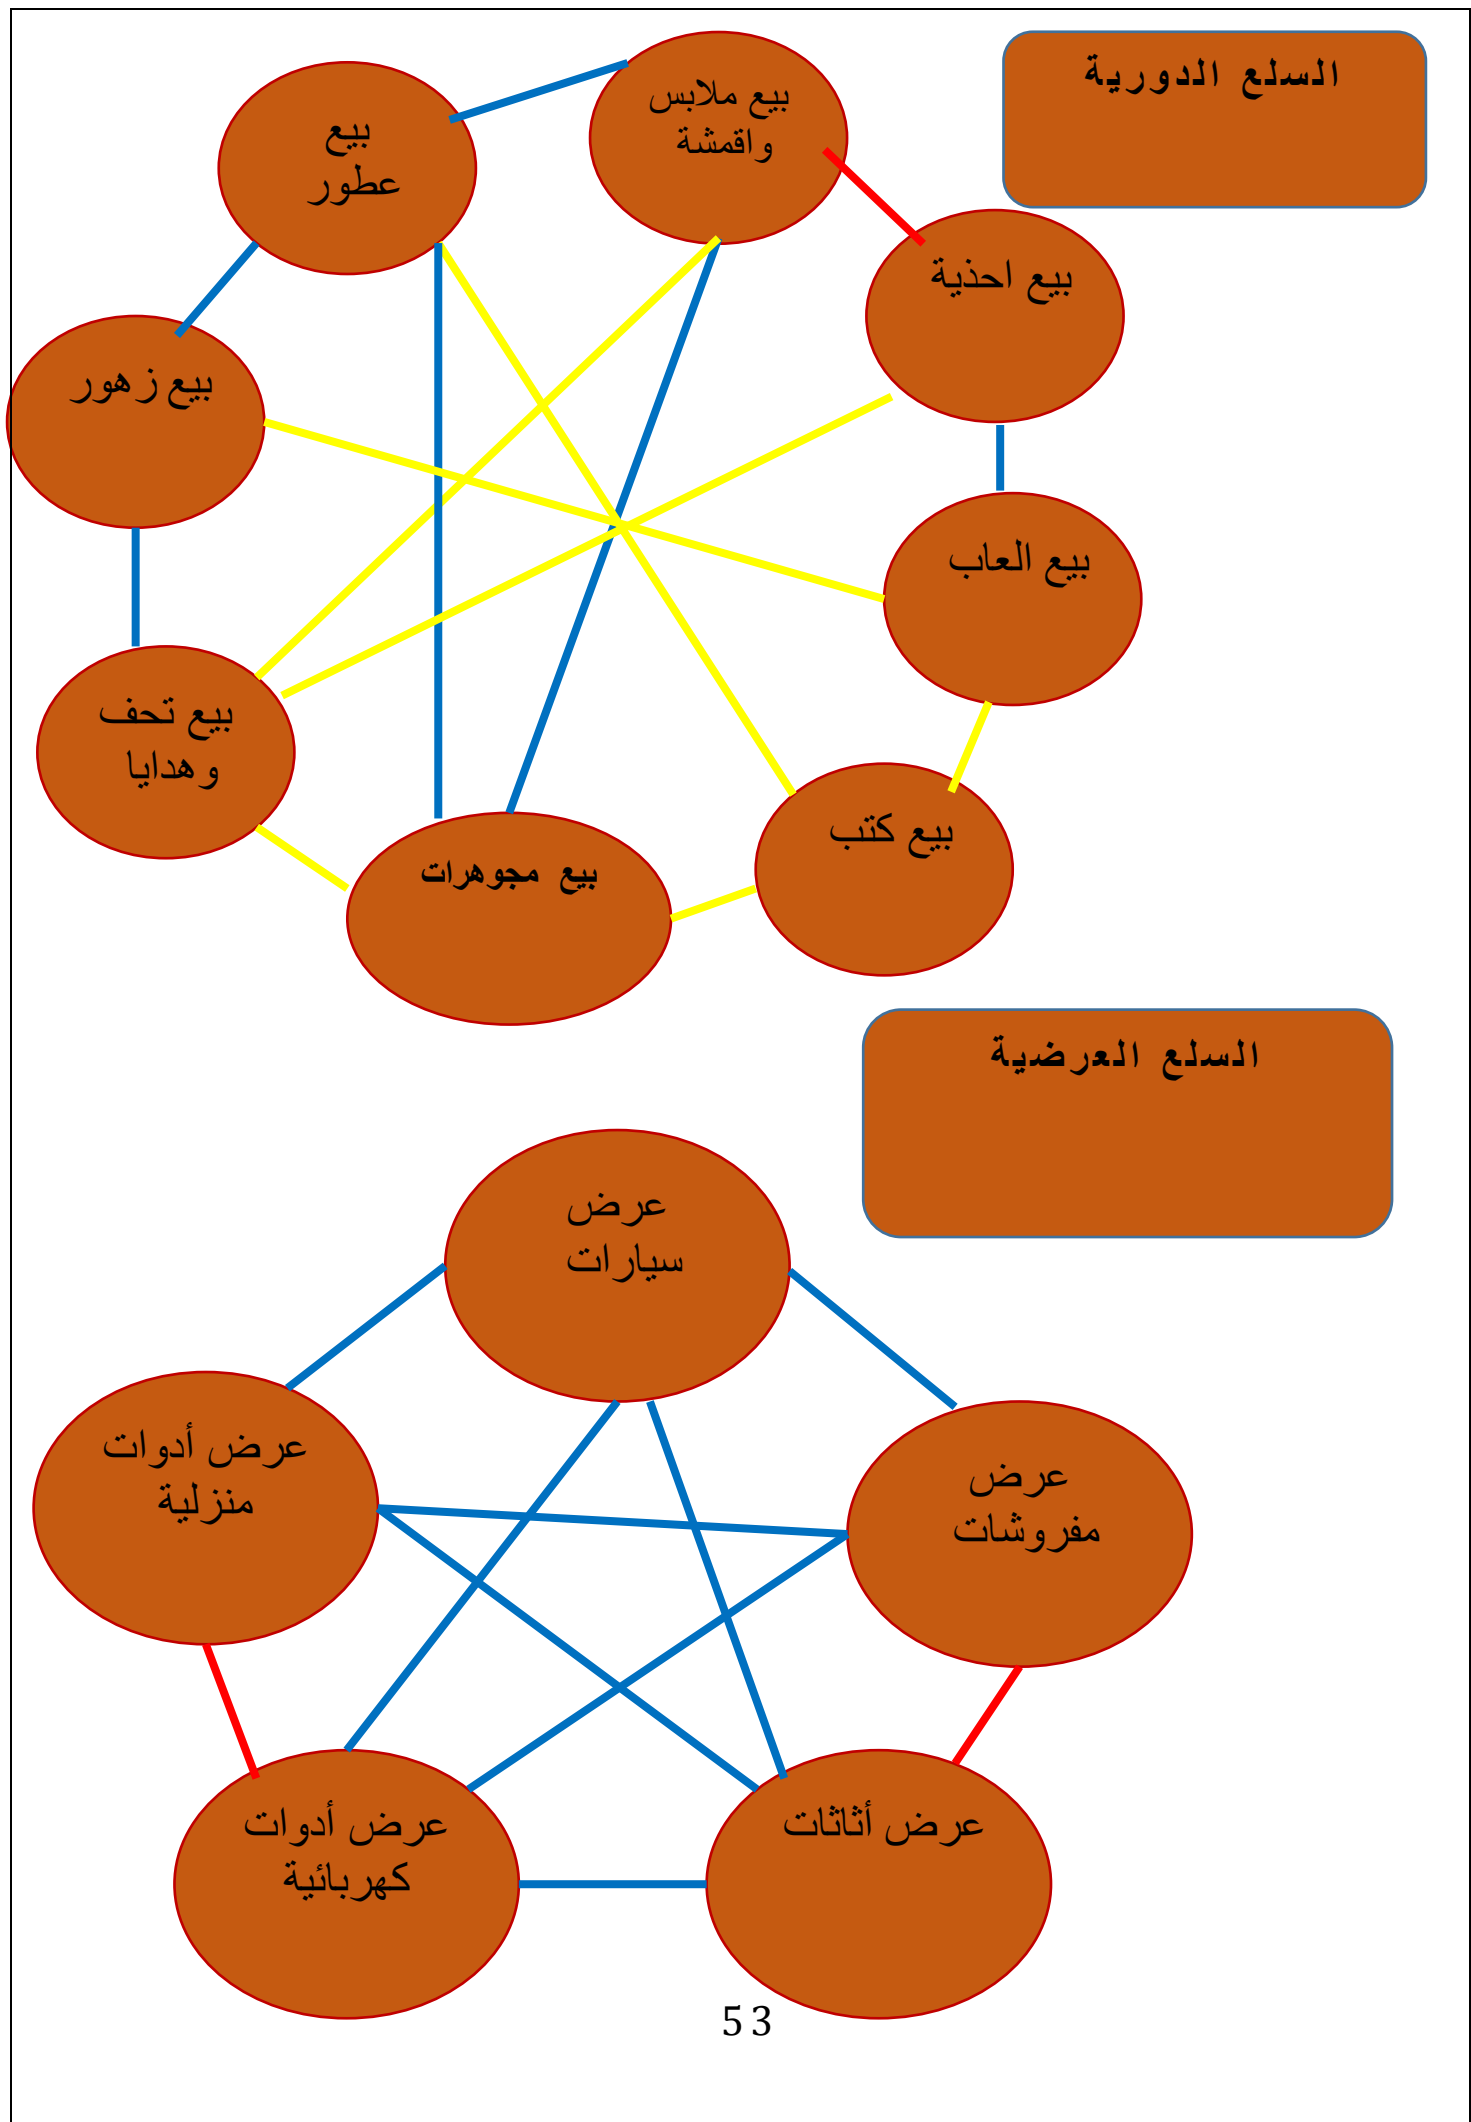 السلع الدورية
بيع ملابس
واقمشة
بيع
عطور
بيع احذية
بيع زهور
بيع العاب
بيع تحف
وهدايا
بيع كتب
بيع مجوهرات
السلع العرضية
عرض
سيارات
عرض أدوات
منزلية
عرض
مفروشات
عرض أدوات
كهربائية
عرض أثاثات
53